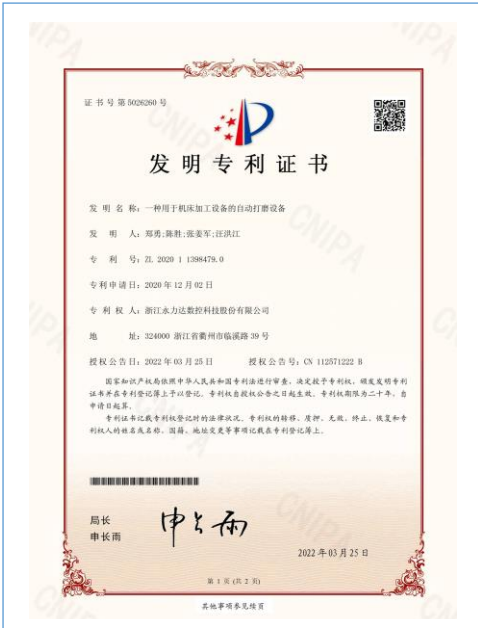 证书号第5026260号
发明专利证书
发 明 名 称：一种用于机床加工设备的自动打磨设备
发 明 人：郑勇;陈胜;张姜军;汪洪江
专 利 号：ZL 2020 1 1398479.0
专利申请日：2020年12月02日
专 利 权 人：浙江永力达数控科技股份有限公司
地 址：324000 浙江省衢州市临溪路39号
授权公告日：2022年03月25日 授权公告号：CN 112571222 B
国家知识产权局依照中华人民共和国专利法进行审查，决定授予专利权，颁发发明专利
证书并在专利登记簿上予以登记。专利权自授权公告之日起生效。专利权期限为二十年，自
申请日起算。
专利证书记载专利权登记时的法律状况。专利权的转移、质押、无效、终止、恢复和专
利权人的姓名或名称、国籍、地址变更等事项记载在专利登记簿上。
局长
申长雨
申长雨
2022年03月25日
第 1 页 (共 2 页)
其他事项参见续页
CNIPA
CNIPA
CNIPA
CNIPA